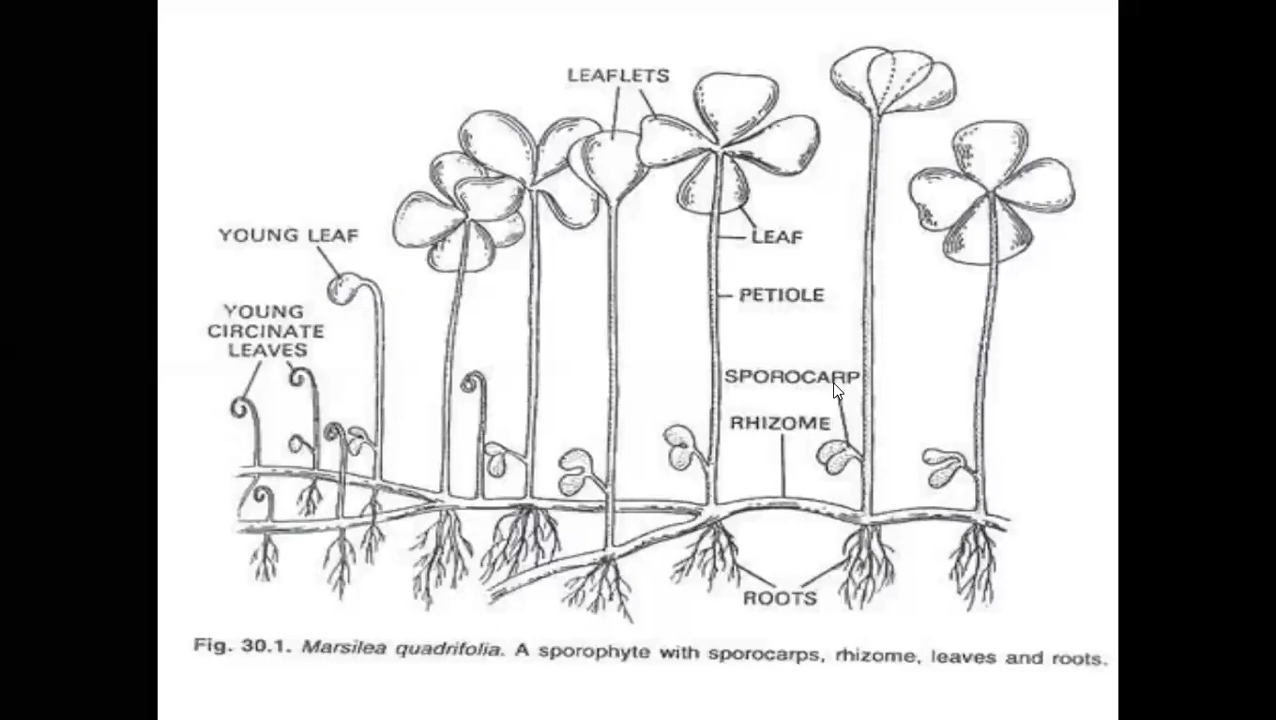 LEAFLETS
YOUNG LEAF
LEAF
YOUNG
CIRCINATE
LEAVES
PETIOLE
SPOROCARP
RHIZOME
ROOTS
Fig. 30.1. Marsilea quadrifolia. A sporophyte with sporocarps, rhizome, leaves and roots.